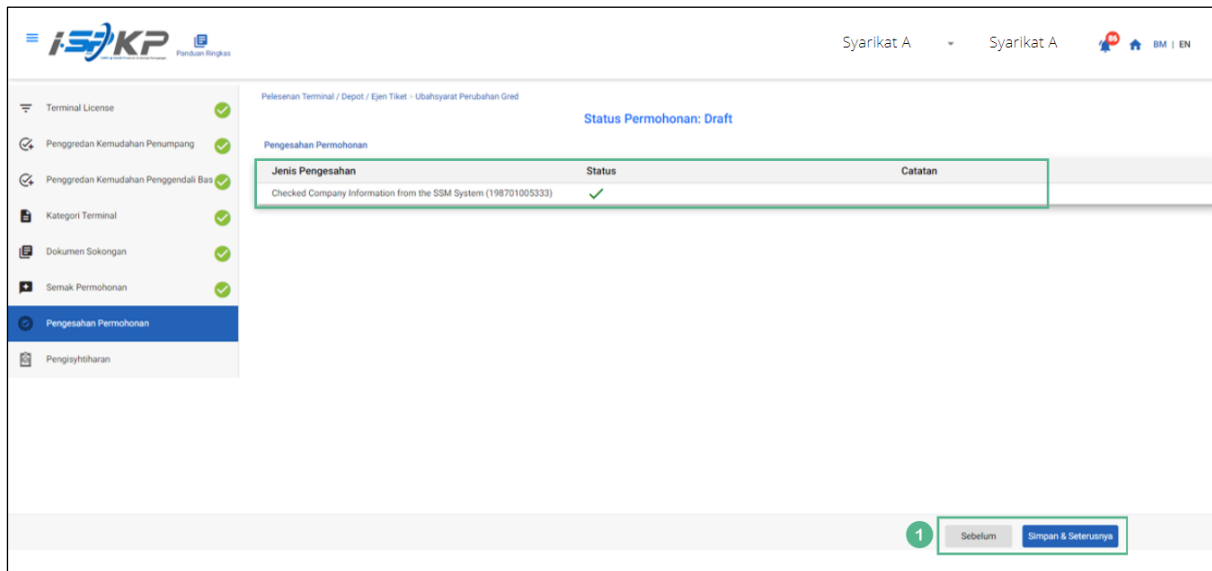 i-SPKP
Panduan Ringkas
Syarikat A
Syarikat A
86
BM | EN
Terminal License
Penggredan Kemudahan Penumpang
Penggredan Kemudahan Penggendali Bas
Kategori Terminal
Dokumen Sokongan
Semak Permohonan
Pengesahan Permohonan
Pengisyhtiharan
Pelesenan Terminal / Depot / Ejen Tiket - Ubahsyarat Perubahan Gred
Status Permohonan: Draft
Pengesahan Permohonan
Jenis Pengesahan Status Catatan
Checked Company Information from the SSM System (198701005333)
1
Sebelum
Simpan & Seterusnya